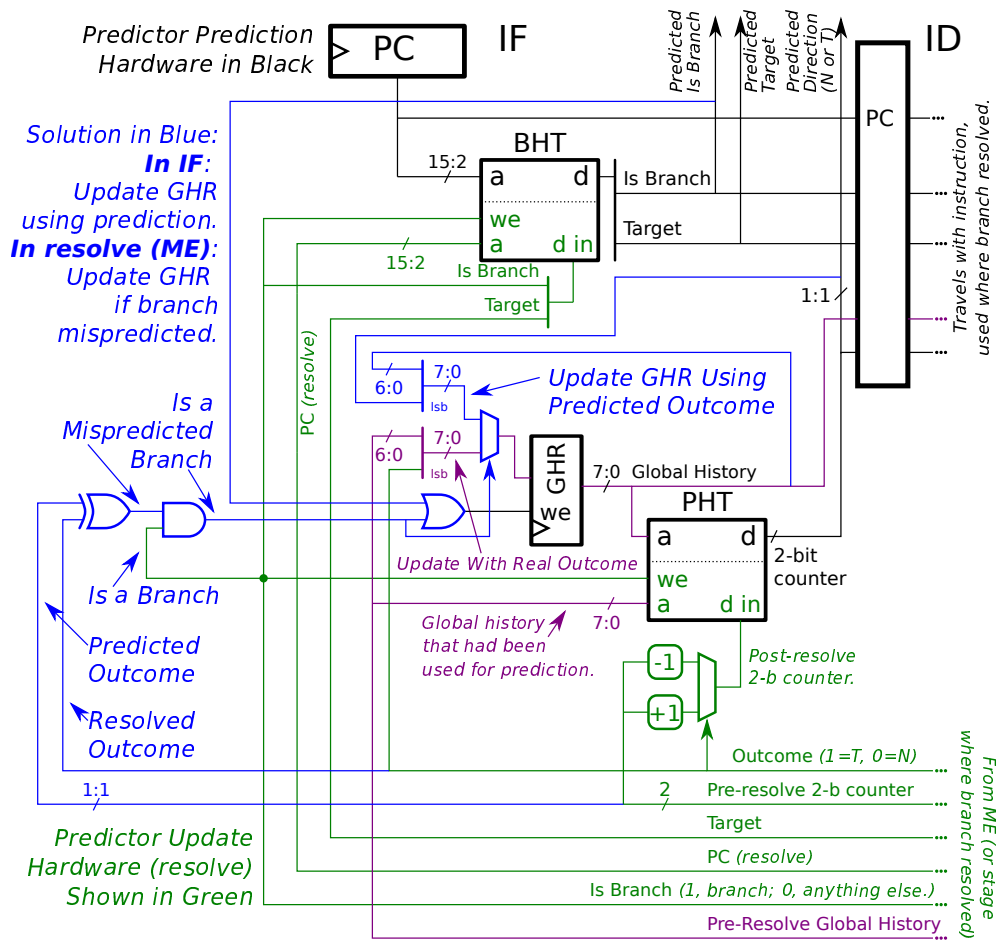 Predictor Prediction
Hardware in Black
PC
IF
ID
Predicted
Is Branch
Predicted
Target
Predicted
Direction
(N or T)
PC
Travels with instruction,
used where branch resolved.
Solution in Blue:
In IF:
Update GHR
using prediction.
In resolve (ME):
Update GHR
if branch
mispredicted.
BHT
15:2
a
d
we
a
d in
15:2
Is Branch
Target
Is Branch
Target
1:1
PC (resolve)
6:0
7:0
lsb
Update GHR Using
Predicted Outcome
6:0
7:0
lsb
Is a
Mispredicted
Branch
GHR
we
7:0
Global History
PHT
a
d
we
a
d in
2-bit
counter
Update With Real Outcome
Is a Branch
Global history
that had been
used for prediction.
7:0
Predicted
Outcome
Resolved
Outcome
-1
+1
Post-resolve
2-b counter.
Outcome (1=T, 0=N)
1:1
2
Pre-resolve 2-b counter
Target
PC (resolve)
Is Branch (1, branch; 0, anything else.)
Pre-Resolve Global History
Predictor Update
Hardware (resolve)
Shown in Green
From ME (or stage
where branch resolved)